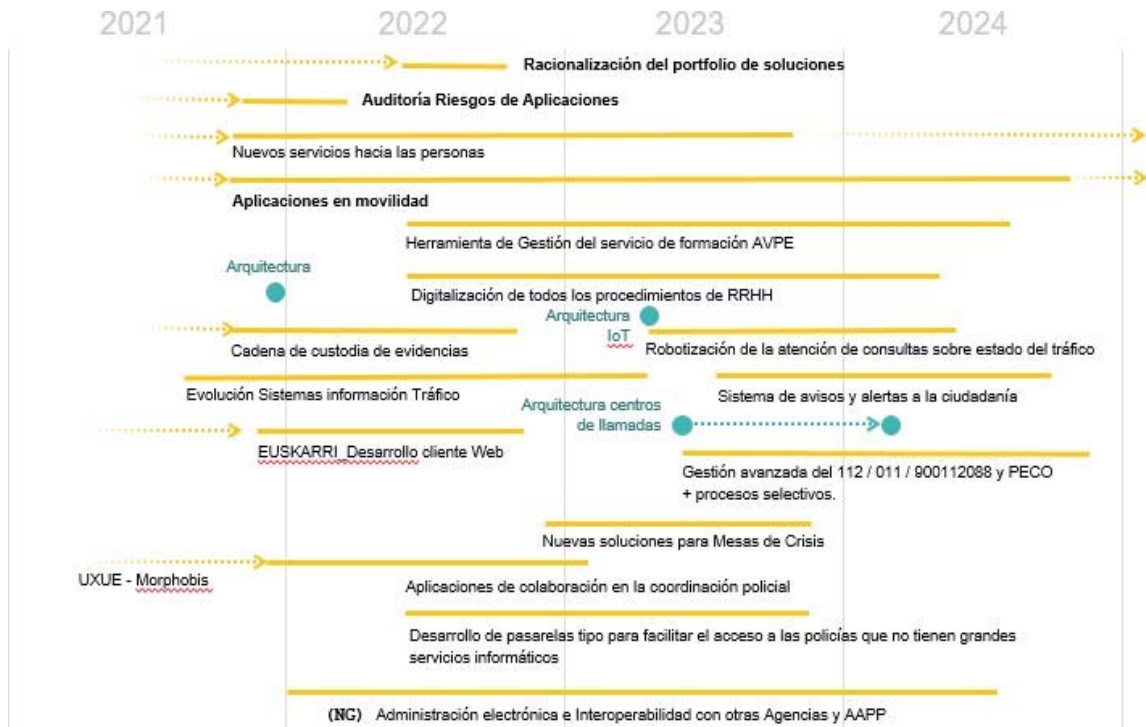 2021 2022 2023 2024
Racionalización del portfolio de soluciones
Auditoría Riesgos de Aplicaciones
Nuevos servicios hacia las personas
Aplicaciones en movilidad
Herramienta de Gestión del servicio de formación AVPE
Arquitectura
Digitalización de todos los procedimientos de RRHH
Arquitectura
IoT
Cadena de custodia de evidencias
Robotización de la atención de consultas sobre estado del tráfico
Evolución Sistemas información Tráfico
Sistema de avisos y alertas a la ciudadanía
Arquitectura centros
de llamadas
EUSKARRI_Desarrollo cliente Web
Gestión avanzada del 112 / 011 / 900112088 y PECO
+ procesos selectivos.
Nuevas soluciones para Mesas de Crisis
UXUE - Morphobis
Aplicaciones de colaboración en la coordinación policial
Desarrollo de pasarelas tipo para facilitar el acceso a las policías que no tienen grandes
servicios informáticos
(NG) Administración electrónica e Interoperabilidad con otras Agencias y AAPP